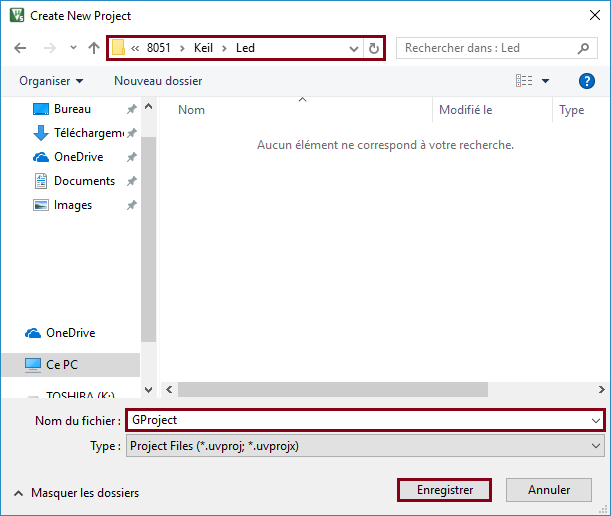 Create New Project
« 8051 › Keil › Led
Rechercher dans : Led
Organiser
Nouveau dossier
?
Nom
Modifié le
Type
Bureau
Téléchargeme
OneDrive
Documents
Images
Aucun élément ne correspond à votre recherche.
OneDrive
Ce PC
TOSHIBA (K:)
Nom du fichier :
GProject
Type :
Project Files (*.uvproj; *.uvprojx)
Masquer les dossiers
Enregistrer
Annuler